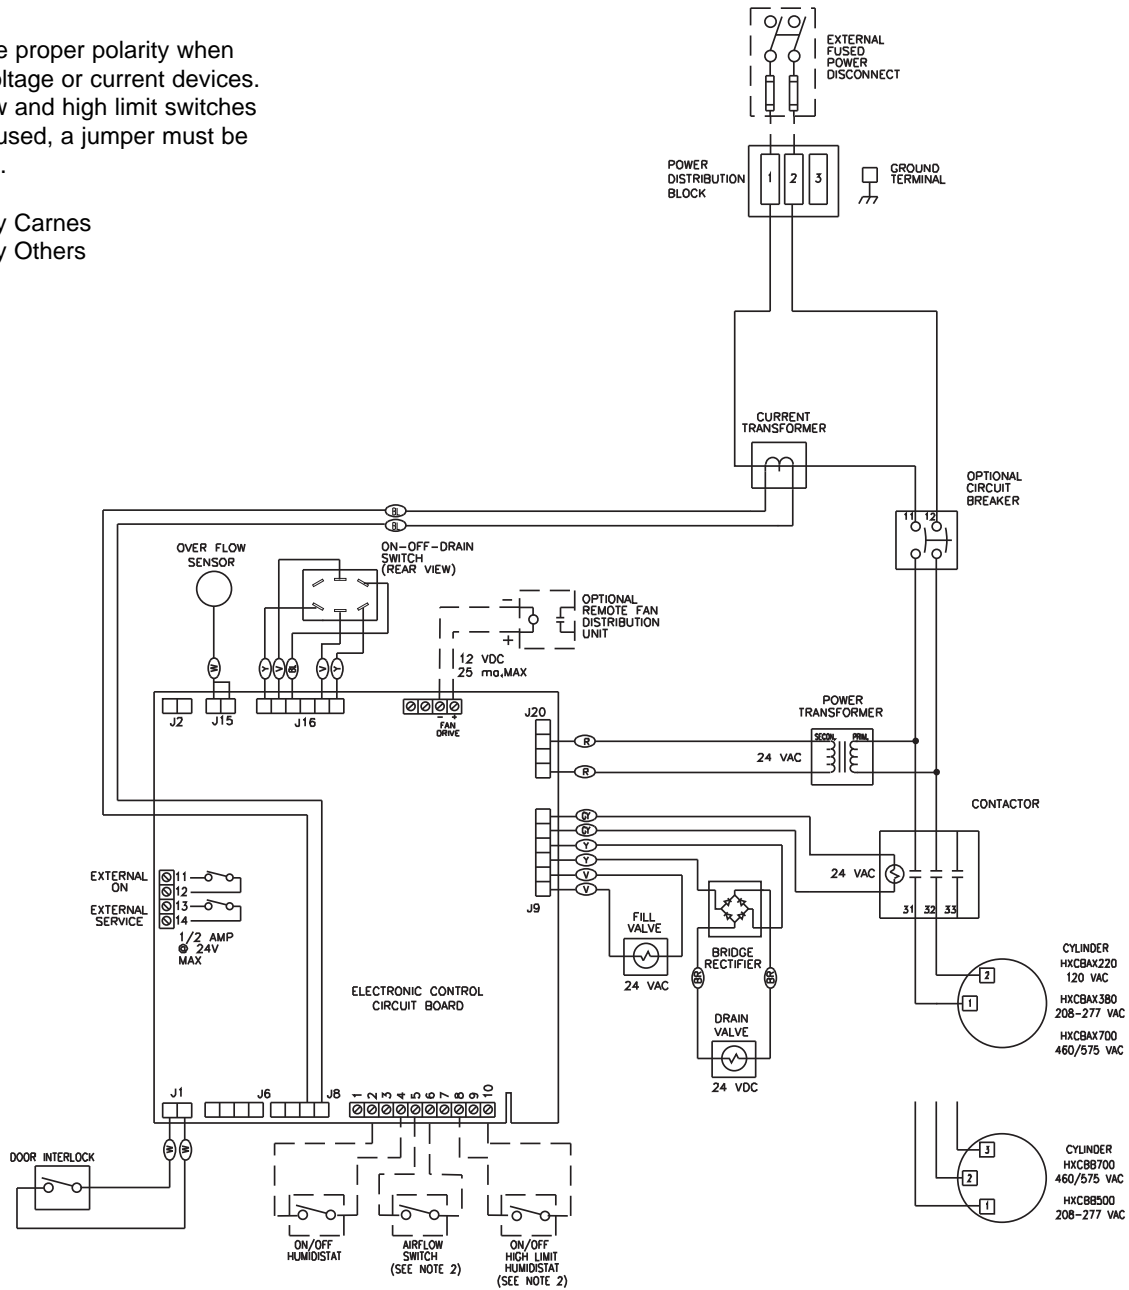 e proper polarity when
oltage or current devices.
w and high limit switches
used, a jumper must be
.
y Carnes
y Others
EXTERNAL
FUSED
POWER
DISCONNECT
POWER
DISTRIBUTION
BLOCK
1 2 3
GROUND
TERMINAL
CURRENT
TRANSFORMER
OPTIONAL
CIRCUIT
BREAKER
11 12
BL
BL
OVER FLOW
SENSOR
ON-OFF-DRAIN
SWITCH
(REAR VIEW)
OPTIONAL
REMOTE FAN
DISTRIBUTION
UNIT
-
+
12 VDC
25 ma,MAX
W
Y V BL V Y
J2 J15 J16
- +
FAN
DRIVE
J20
R
R
24 VAC
POWER
TRANSFORMER
SECON. PRIM.
CONTACTOR
24 VAC
31 32 33
GY
GY
Y
Y
V
V
J9
EXTERNAL
ON
EXTERNAL
SERVICE
11
12
13
14
1/2 AMP
@ 24V
MAX
FILL
VALVE
24 VAC
BRIDGE
RECTIFIER
BR BR
DRAIN
VALVE
24 VDC
ELECTRONIC CONTROL
CIRCUIT BOARD
CYLINDER
HXCBAX220
120 VAC
HXCBAX380
208-277 VAC
HXCBAX700
460/575 VAC
2
1
J1 J6 J8
1 2 3 4 5 6 7 8 9 10
W W
DOOR INTERLOCK
ON/OFF
HUMIDISTAT
AIRFLOW
SWITCH
(SEE NOTE 2)
ON/OFF
HIGH LIMIT
HUMIDISTAT
(SEE NOTE 2)
3
2
1
CYLINDER
HXCBB700
460/575 VAC
HXCBB500
208-277 VAC